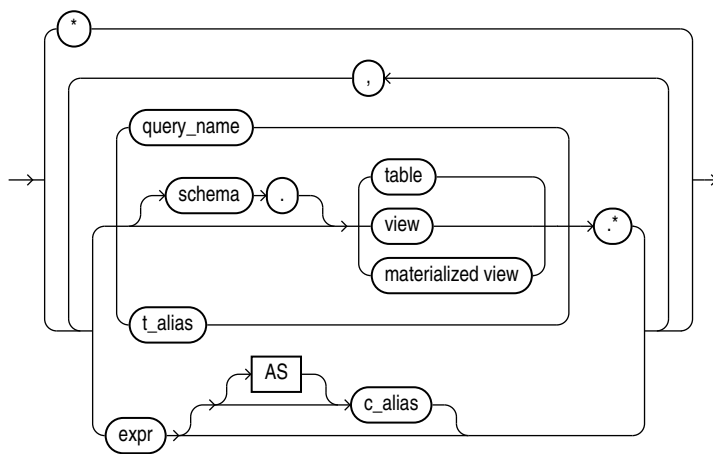 *
,
query_name
schema .
table
view
.*
materialized view
t_alias
AS
c_alias
expr